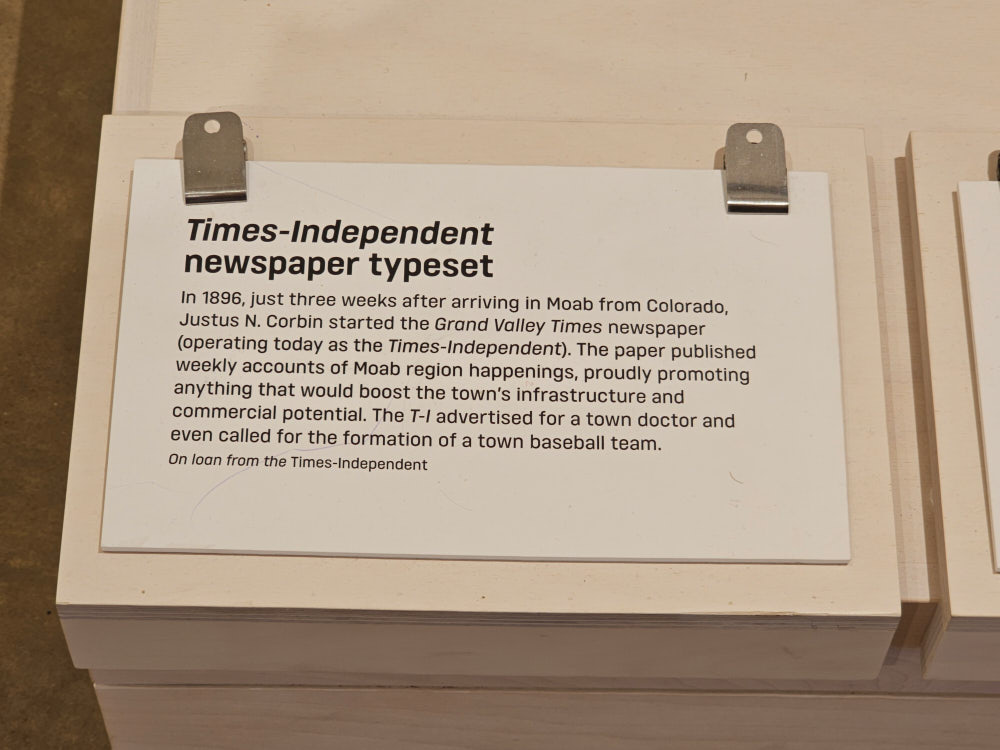 Times-Independent
newspaper typeset
In 1896, just three weeks after arriving in Moab from Colorado,
Justus N. Corbin started the Grand Valley Times newspaper
(operating today as the Times-Independent). The paper published
weekly accounts of Moab region happenings, proudly promoting
anything that would boost the town's infrastructure and
commercial potential. The T-I advertised for a town doctor and
even called for the formation of a town baseball team.
On loan from the Times-Independent